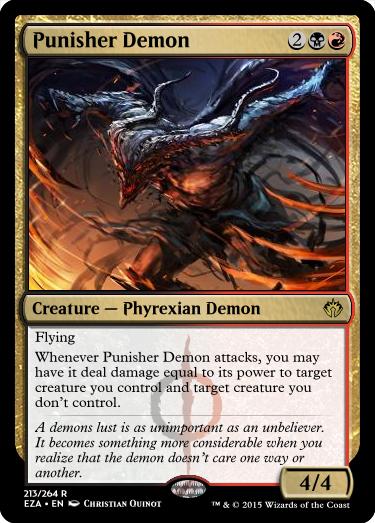 Punisher Demon 2
Creature — Phyrexian Demon
Flying
Whenever Punisher Demon attacks, you may
have it deal damage equal to its power to target
creature you control and target creature you
don't control.
A demons lust is as unimportant as an unbeliever.
It becomes something more considerable when you
realize that the demon doesn't care one way or
another.
4/4
213/264 R
EZA • EN Christian Quinot ™ & © 2015 Wizards of the Coast